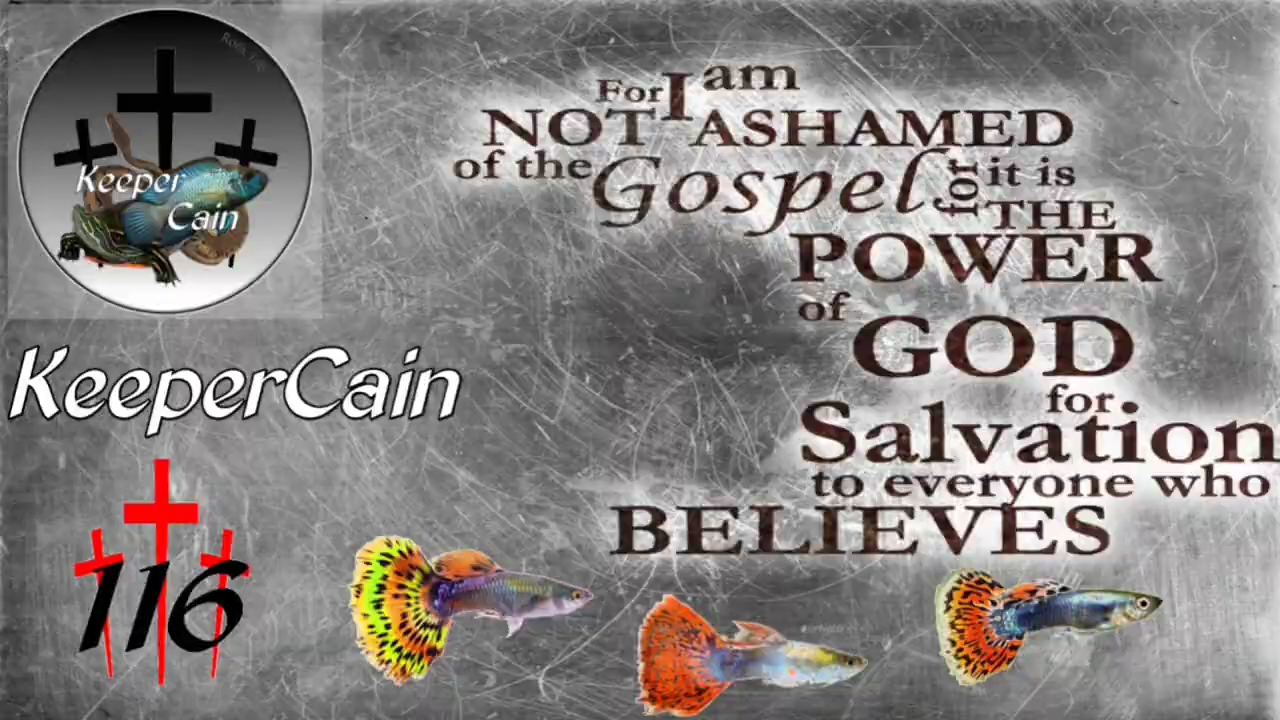 Keeper
Cain
KeeperCain
116
For I am
NOT ASHAMED
of the Gospel for it is
THE
POWER
of
GOD
for
Salvation
to everyone who
BELIEVES